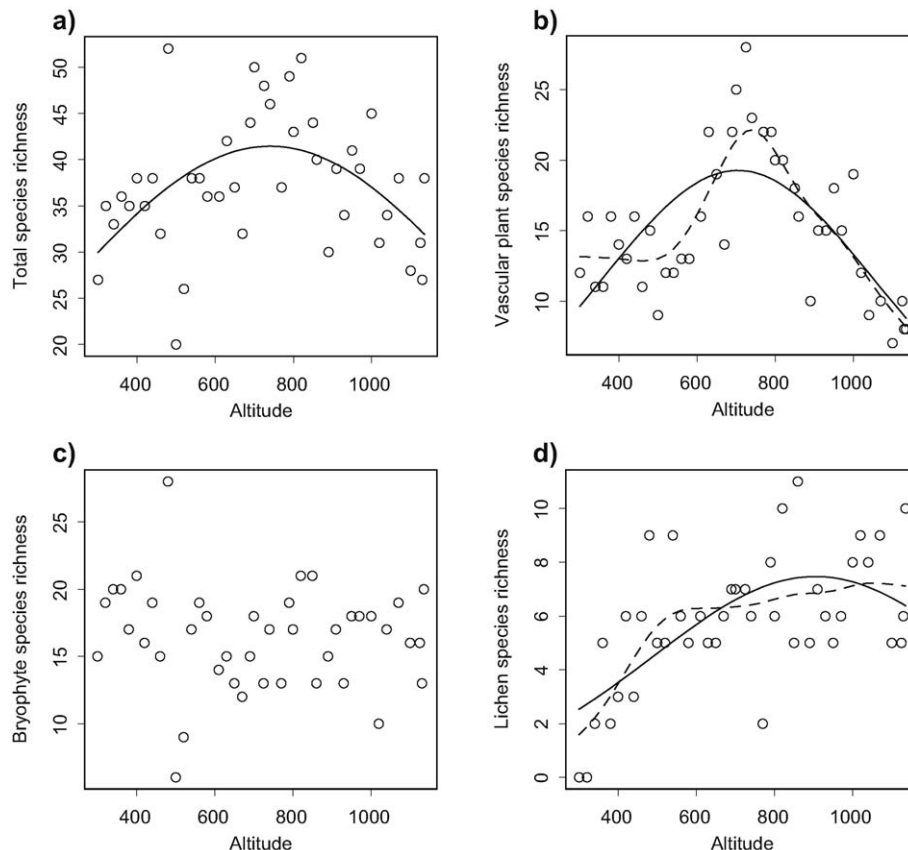 a)
Total species richness
20 25 30 35 40 45 50
400 600 800 1000
Altitude
b)
Vascular plant species richness
10 15 20 25
400 600 800 1000
Altitude
c)
Bryophyte species richness
10 15 20 25
400 600 800 1000
Altitude
d)
Lichen species richness
0 2 4 6 8 10
400 600 800 1000
Altitude